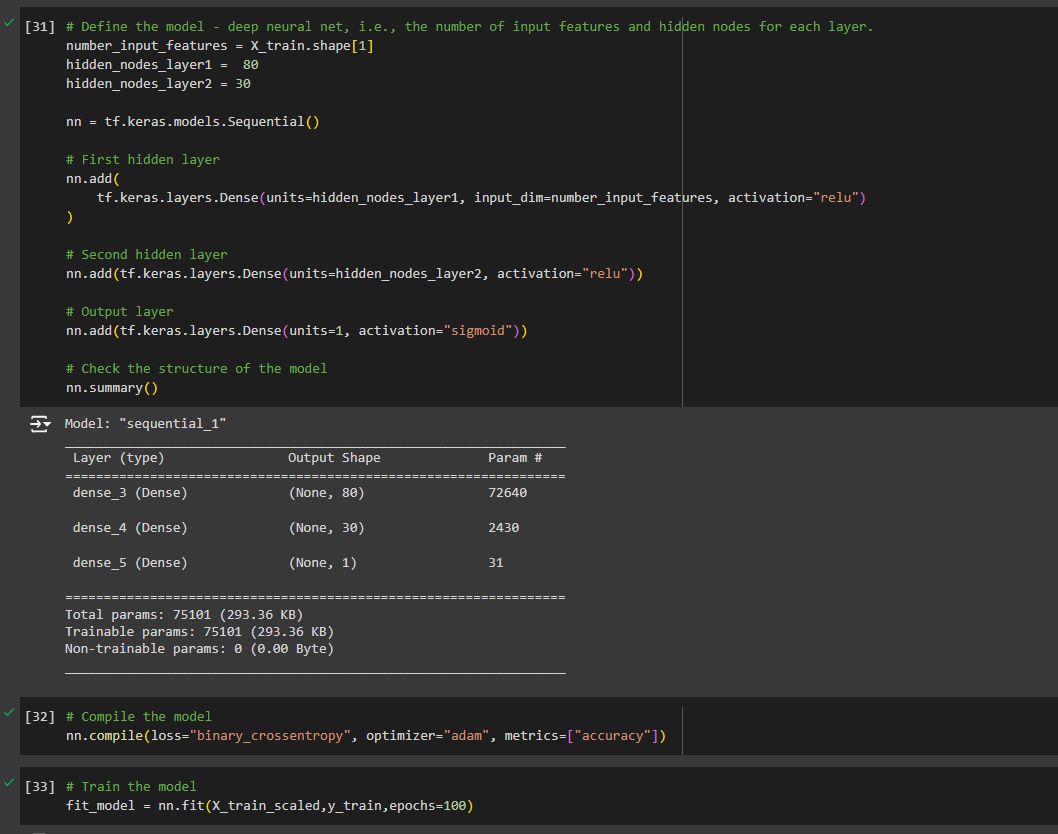 [31] # Define the model - deep neural net, i.e., the number of input features and hidden nodes for each layer.
number_input_features = X_train.shape[1]
hidden_nodes_layer1 =  80
hidden_nodes_layer2 = 30
nn = tf.keras.models.Sequential()
# First hidden layer
nn.add(
    tf.keras.layers.Dense(units=hidden_nodes_layer1, input_dim=number_input_features, activation="relu")
)
# Second hidden layer
nn.add(tf.keras.layers.Dense(units=hidden_nodes_layer2, activation="relu"))
# Output layer
nn.add(tf.keras.layers.Dense(units=1, activation="sigmoid"))
# Check the structure of the model
nn.summary()
Model: "sequential_1"
_________________________________________________________________
Layer (type)                Output Shape              Param #
=================================================================
dense_3 (Dense)             (None, 80)                72640
dense_4 (Dense)             (None, 30)                2430
dense_5 (Dense)             (None, 1)                 31
=================================================================
Total params: 75101 (293.36 KB)
Trainable params: 75101 (293.36 KB)
Non-trainable params: 0 (0.00 Byte)
_________________________________________________________________
[32] # Compile the model
nn.compile(loss="binary_crossentropy", optimizer="adam", metrics=["accuracy"])
[33] # Train the model
fit_model = nn.fit(X_train_scaled,y_train,epochs=100)